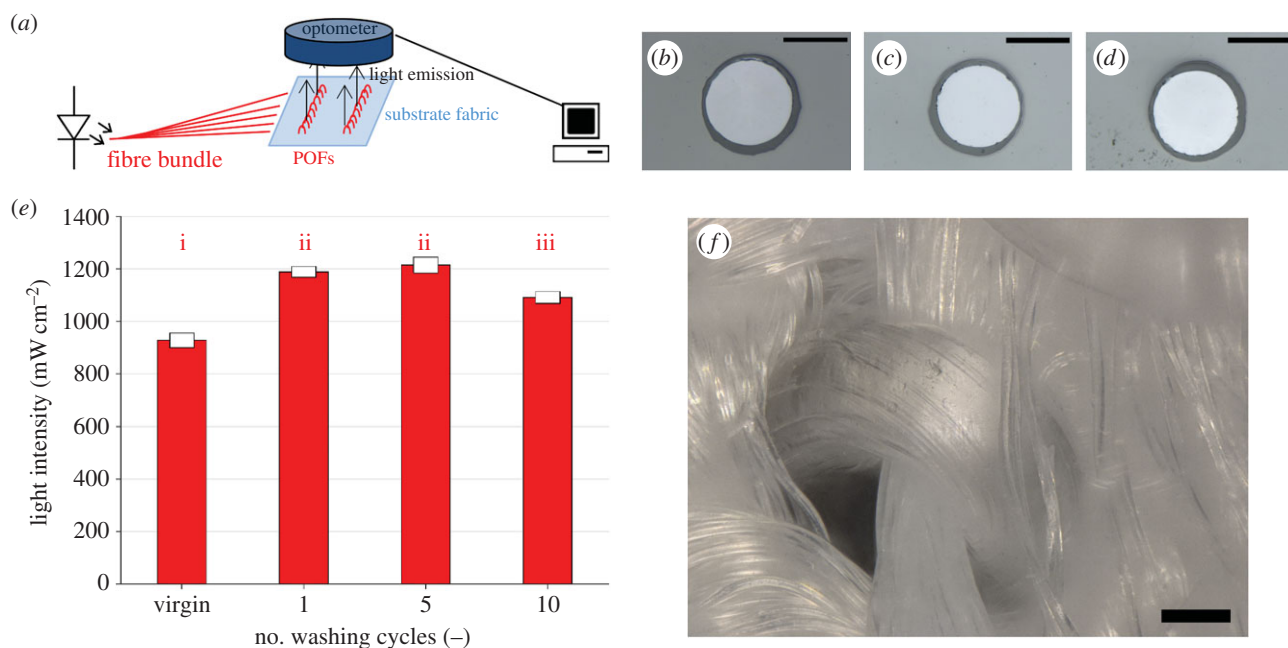 (a)
optometer
light emission
substrate fabric
fibre bundle
POFs
(b)
(c)
(d)
(e)
light intensity (mW cm⁻²)
1400
1200
1000
800
600
400
200
0
i
ii
ii
iii
virgin
1
5
10
no. washing cycles (–)
(f)